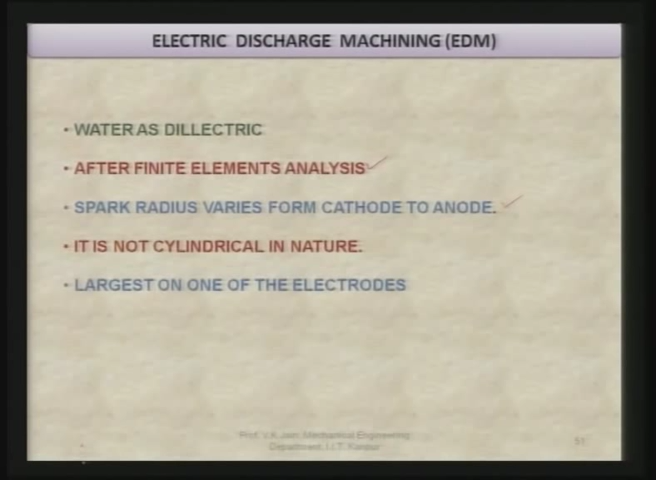 ELECTRIC DISCHARGE MACHINING (EDM)
• WATER AS DILLECTRIC
• AFTER FINITE ELEMENTS ANALYSIS
• SPARK RADIUS VARIES FORM CATHODE TO ANODE.
• IT IS NOT CYLINDRICAL IN NATURE.
• LARGEST ON ONE OF THE ELECTRODES
Prof. V.K.Jain, Mechanical Engineering
Department, I.I.T. Kanpur
51